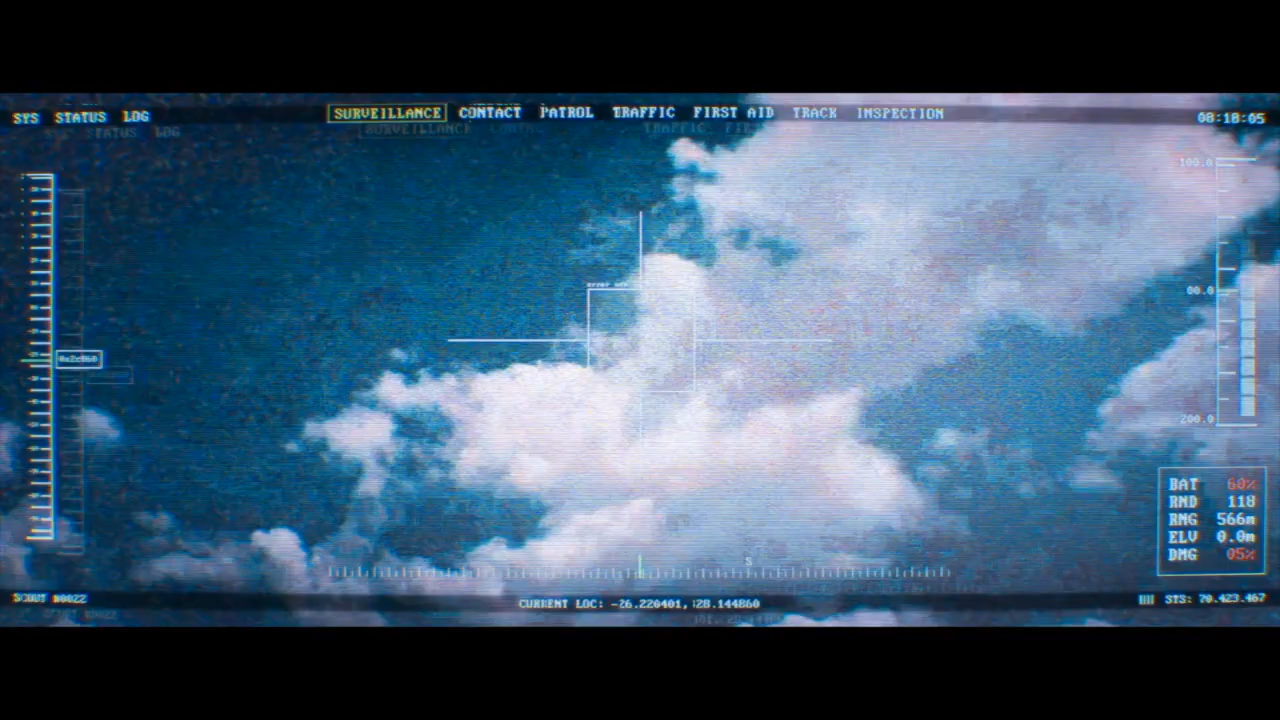 SYS STATUS LOG
SURVEILLANCE CONTACT PATROL TRAFFIC FIRST AID TRACK INSPECTION
08:18:05
100.0
00.0
200.0
BAT 60%
RND 118
RNG 566m
ELV 0.0m
DMG 05%
S
SCOUT
CURRENT LOC: -26.220401, 28.144860
STS: 70.423.467